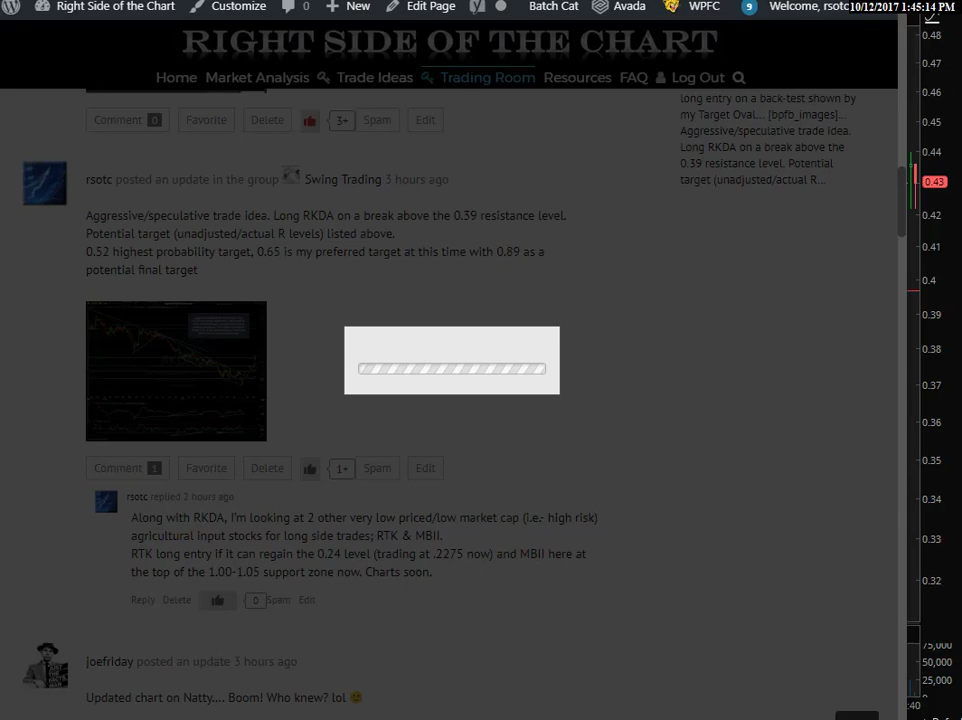 Right Side of the Chart Customize 0 New Edit Page Batch Cat Avada WPFC 9 Welcome, rsotc 10/12/2017 1:45:14 PM
RIGHT SIDE OF THE CHART
Home Market Analysis Trade Ideas Trading Room Resources FAQ Log Out
Comment 0 Favorite Delete 3+ Spam Edit
long entry on a back-test shown by
my Target Oval... [bpfb_images]...
Aggressive/speculative trade idea.
Long RKDA on a break above the
0.39 resistance level. Potential
target (unadjusted/actual R...
rsotc posted an update in the group Swing Trading 3 hours ago
Aggressive/speculative trade idea. Long RKDA on a break above the 0.39 resistance level.
Potential target (unadjusted/actual R levels) listed above.
0.52 highest probability target, 0.65 is my preferred target at this time with 0.89 as a
potential final target
Comment 1 Favorite Delete 1+ Spam Edit
rsotc replied 2 hours ago
Along with RKDA, I'm looking at 2 other very low priced/low market cap (i.e.- high risk)
agricultural input stocks for long side trades; RTK & MBII.
RTK long entry if it can regain the 0.24 level (trading at .2275 now) and MBII here at
the top of the 1.00-1.05 support zone now. Charts soon.
Reply Delete 0 Spam Edit
joefriday posted an update 3 hours ago
Updated chart on Natty.... Boom! Who knew? lol
0.48
0.47
0.46
0.45
0.44
0.43
0.42
0.41
0.4
0.39
0.38
0.37
0.36
0.35
0.34
0.33
0.32
75,000
50,000
25,000
0
:40